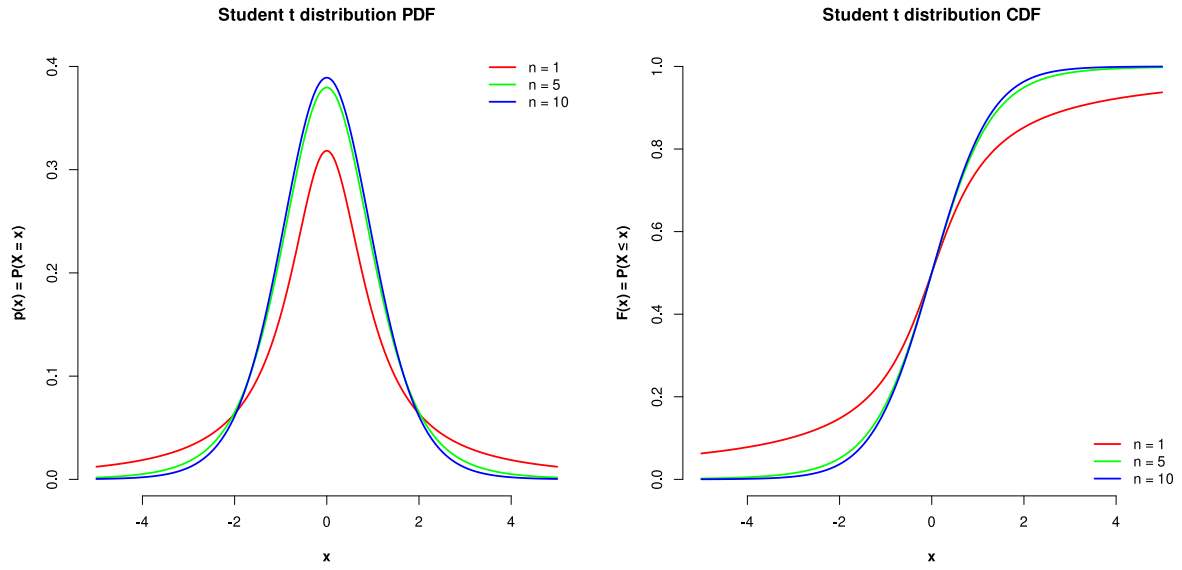 Student t distribution PDF
p(x) = P(X = x)
0.4
0.3
0.2
0.1
0.0
n = 1
n = 5
n = 10
-4 -2 0 2 4
x
Student t distribution CDF
F(x) = P(X ≤ x)
1.0
0.8
0.6
0.4
0.2
0.0
n = 1
n = 5
n = 10
-4 -2 0 2 4
x